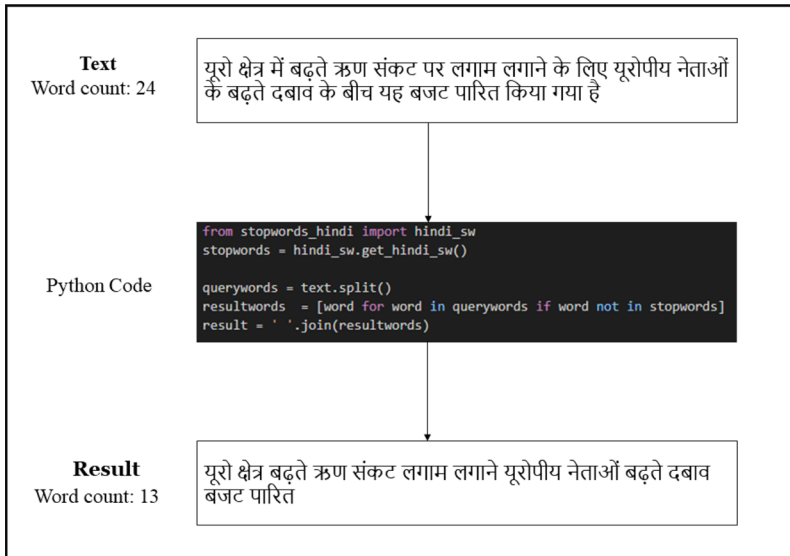 Text
Word count: 24
यूरो क्षेत्र में बढ़ते ऋण संकट पर लगाम लगाने के लिए यूरोपीय नेताओं
के बढ़ते दबाव के बीच यह बजट पारित किया गया है
Python Code
from stopwords_hindi import hindi_sw
stopwords = hindi_sw.get_hindi_sw()
querywords = text.split()
resultwords  = [word for word in querywords if word not in stopwords]
result = ' '.join(resultwords)
Result
Word count: 13
यूरो क्षेत्र बढ़ते ऋण संकट लगाम लगाने यूरोपीय नेताओं बढ़ते दबाव
बजट पारित